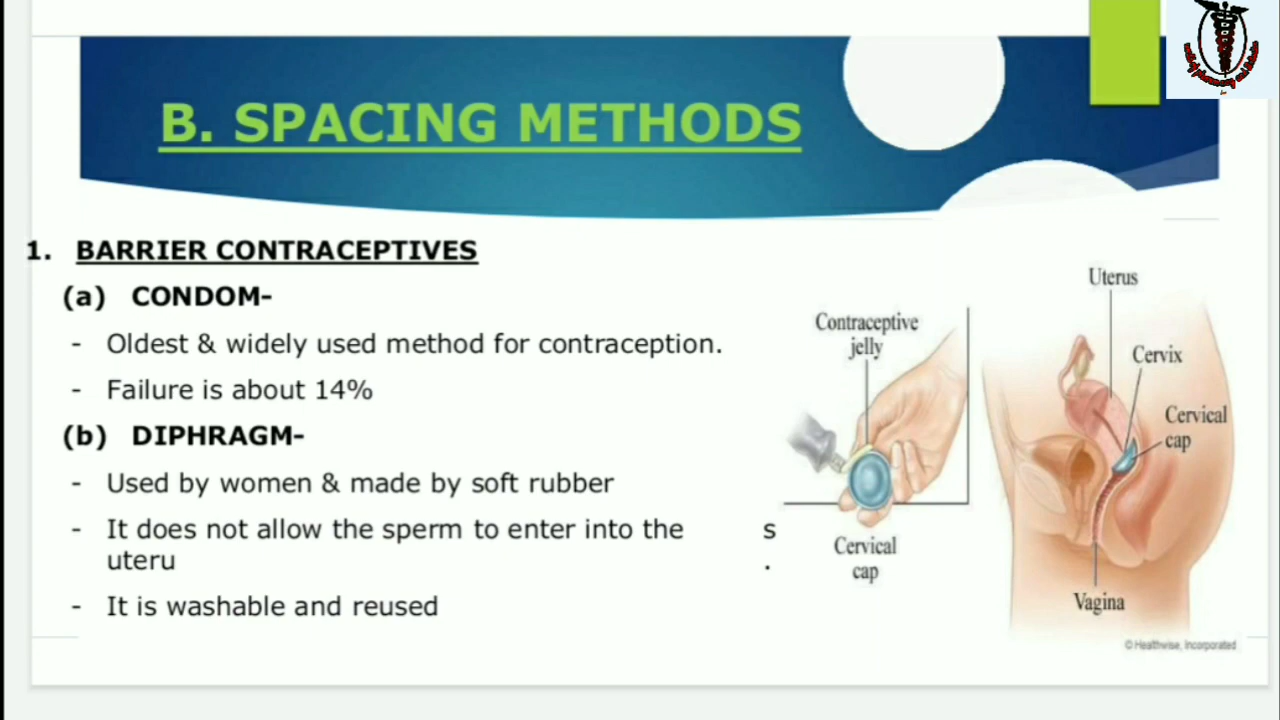 B. SPACING METHODS
1. BARRIER CONTRACEPTIVES
(a) CONDOM-
- Oldest & widely used method for contraception.
- Failure is about 14%
(b) DIPHRAGM-
- Used by women & made by soft rubber
- It does not allow the sperm to enter into the s
uteru .
- It is washable and reused
Contraceptive
jelly
Cervical
cap
Uterus
Cervix
Cervical
cap
Vagina
© Healthwise, Incorporated